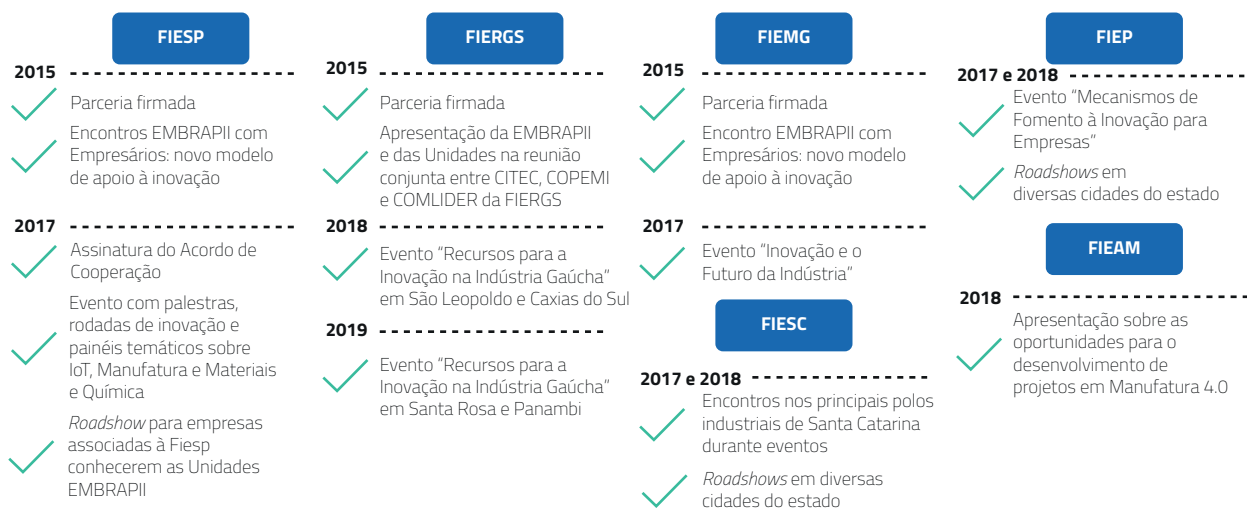 FIESP
2015
Parceria firmada
Encontros EMBRAPII com
Empresários: novo modelo
de apoio à inovação
2017
Assinatura do Acordo de
Cooperação
Evento com palestras,
rodadas de inovação e
painéis temáticos sobre
IoT, Manufatura e Materiais
e Química
Roadshow para empresas
associadas à Fiesp
conhecerem as Unidades
EMBRAPII
FIERGS
2015
Parceria firmada
Apresentação da EMBRAPII
e das Unidades na reunião
conjunta entre CITEC, COPEMI
e COMLIDER da FIERGS
2018
Evento “Recursos para a
Inovação na Indústria Gaúcha”
em São Leopoldo e Caxias do Sul
2019
Evento “Recursos para a
Inovação na Indústria Gaúcha”
em Santa Rosa e Panambi
FIEMG
2015
Parceria firmada
Encontro EMBRAPII com
Empresários: novo modelo
de apoio à inovação
2017
Evento “Inovação e o
Futuro da Indústria”
FIESC
2017 e 2018
Encontros nos principais polos
industriais de Santa Catarina
durante eventos
Roadshows em diversas
cidades do estado
FIEP
2017 e 2018
Evento “Mecanismos de
Fomento à Inovação para
Empresas”
Roadshows em
diversas cidades do estado
FIEAM
2018
Apresentação sobre as
oportunidades para o
desenvolvimento de
projetos em Manufatura 4.0